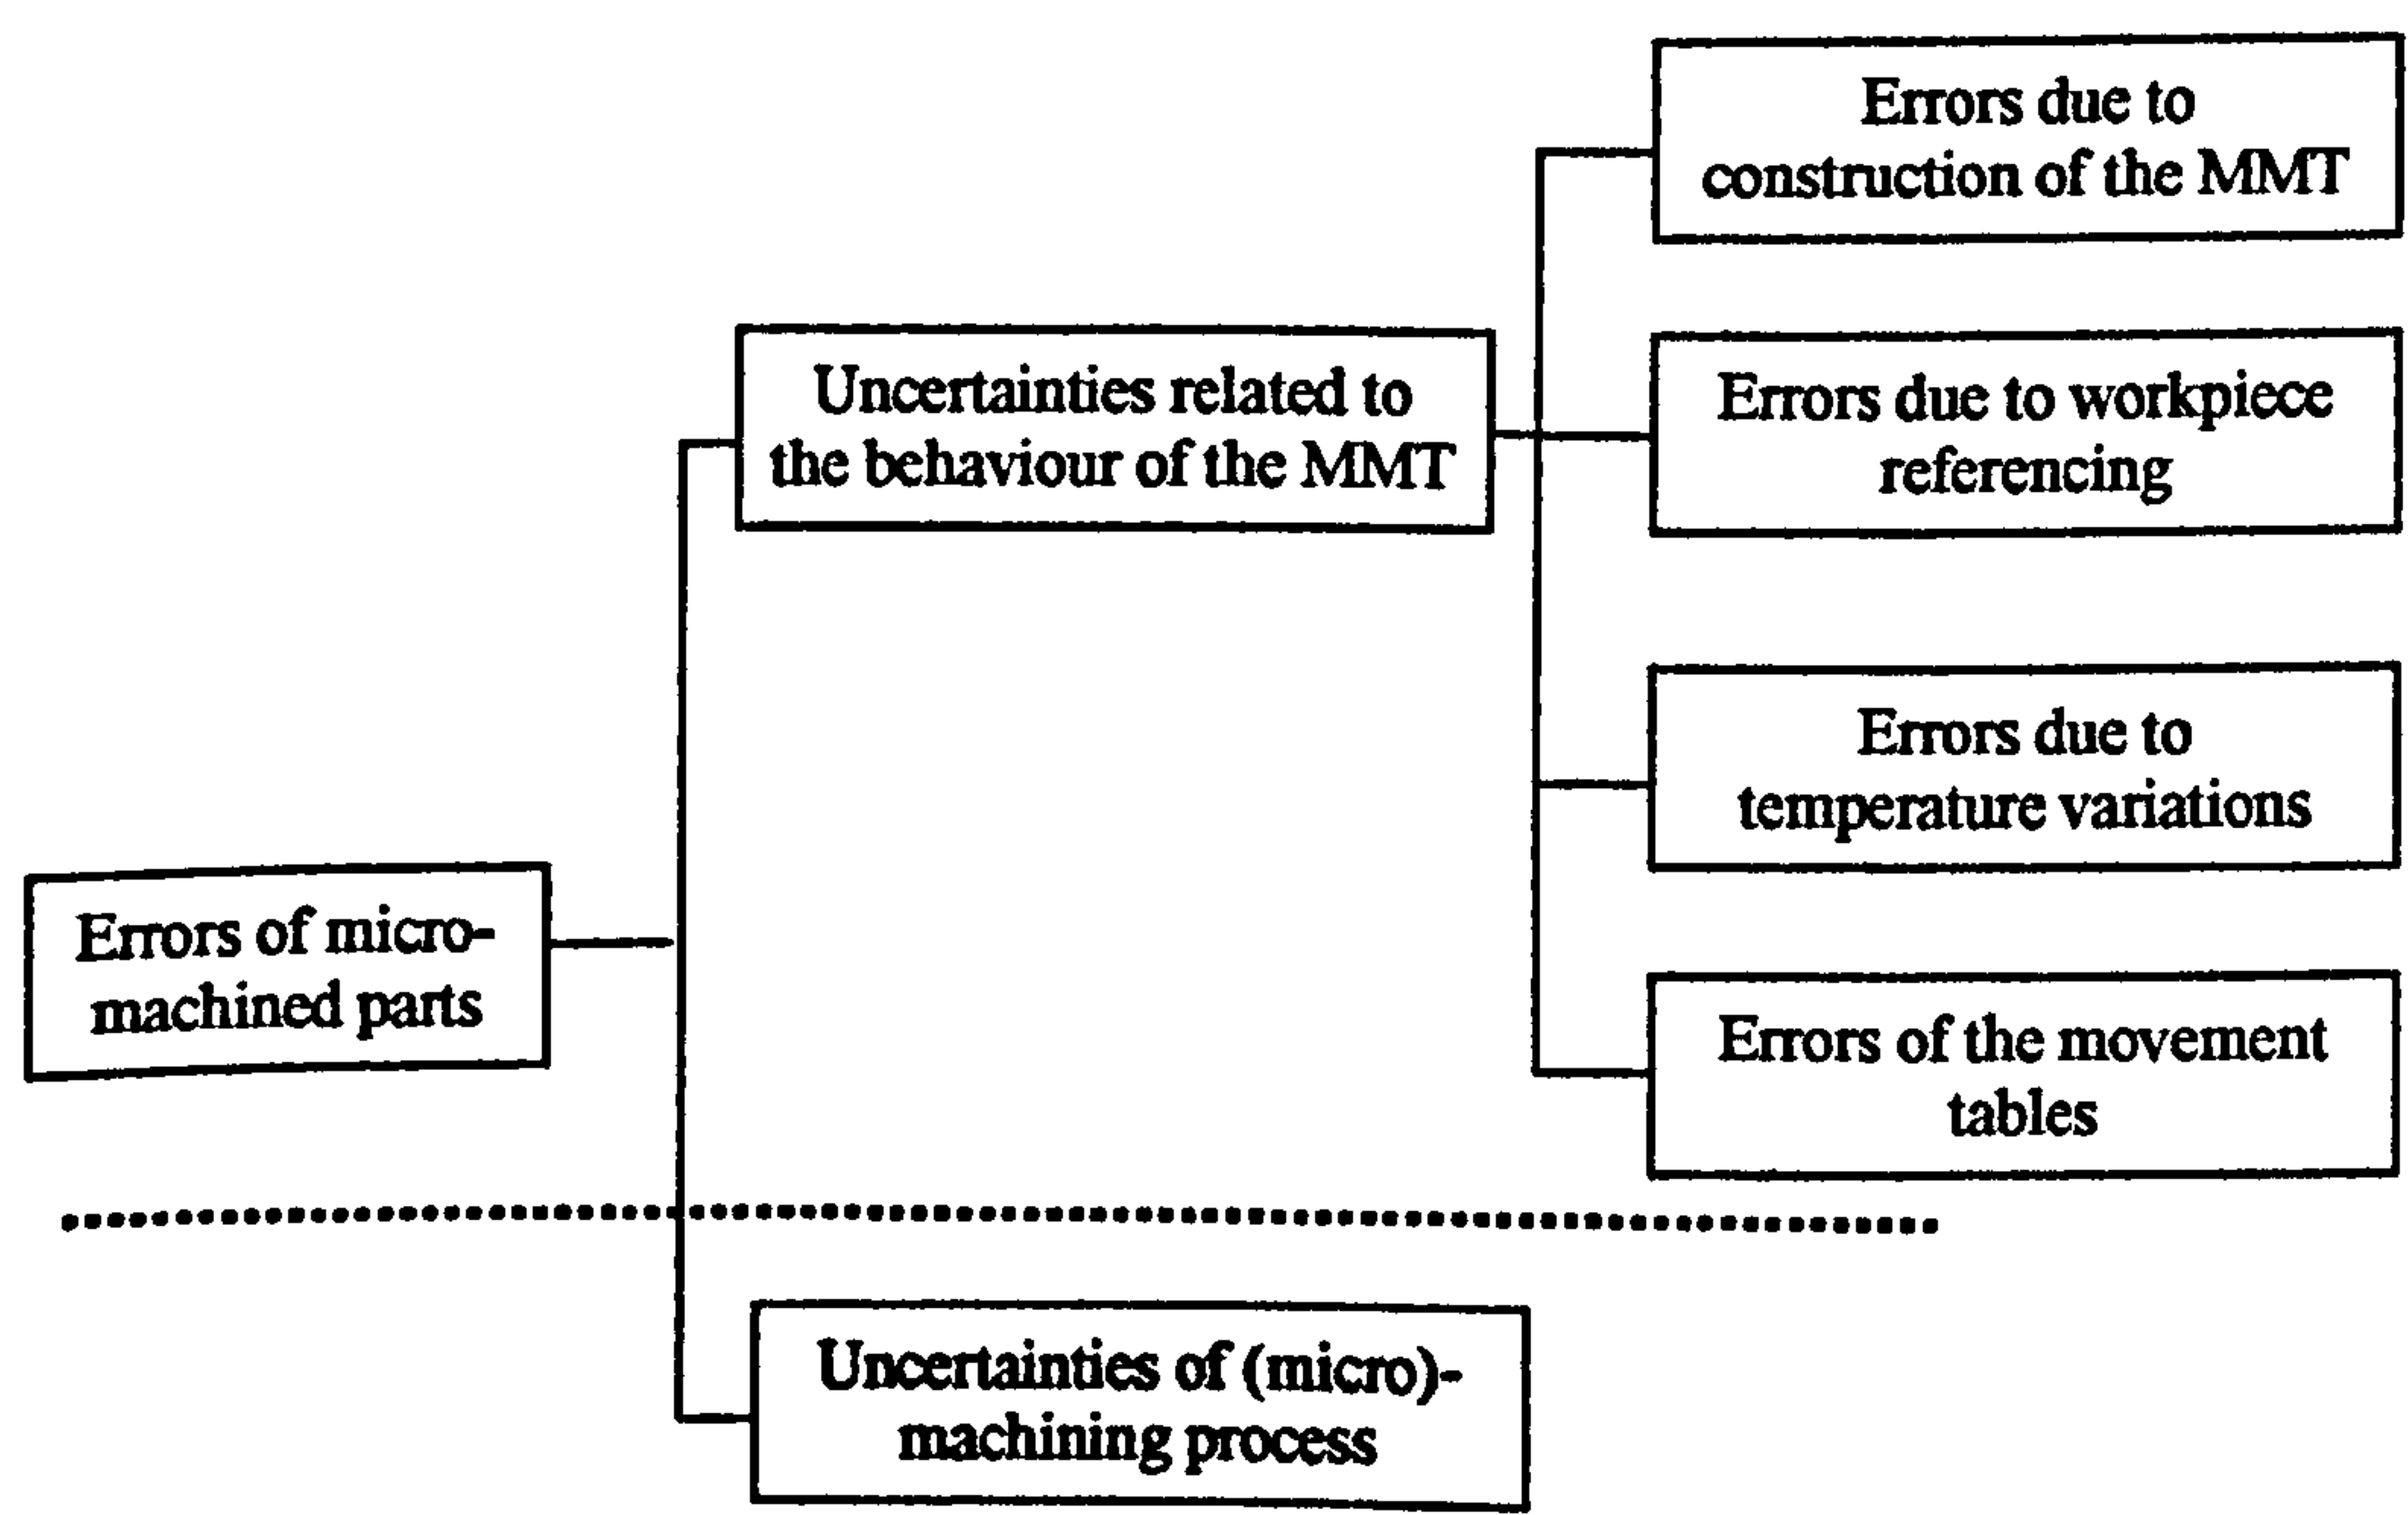 Errors due to
construction of the MMT
Uncertainties related to
the behaviour of the MMT
Errors due to workpiece
referencing
Errors due to
temperature variations
Errors of micro-
machined parts
Errors of the movement
tables
Uncertainties of (micro)-
machining process